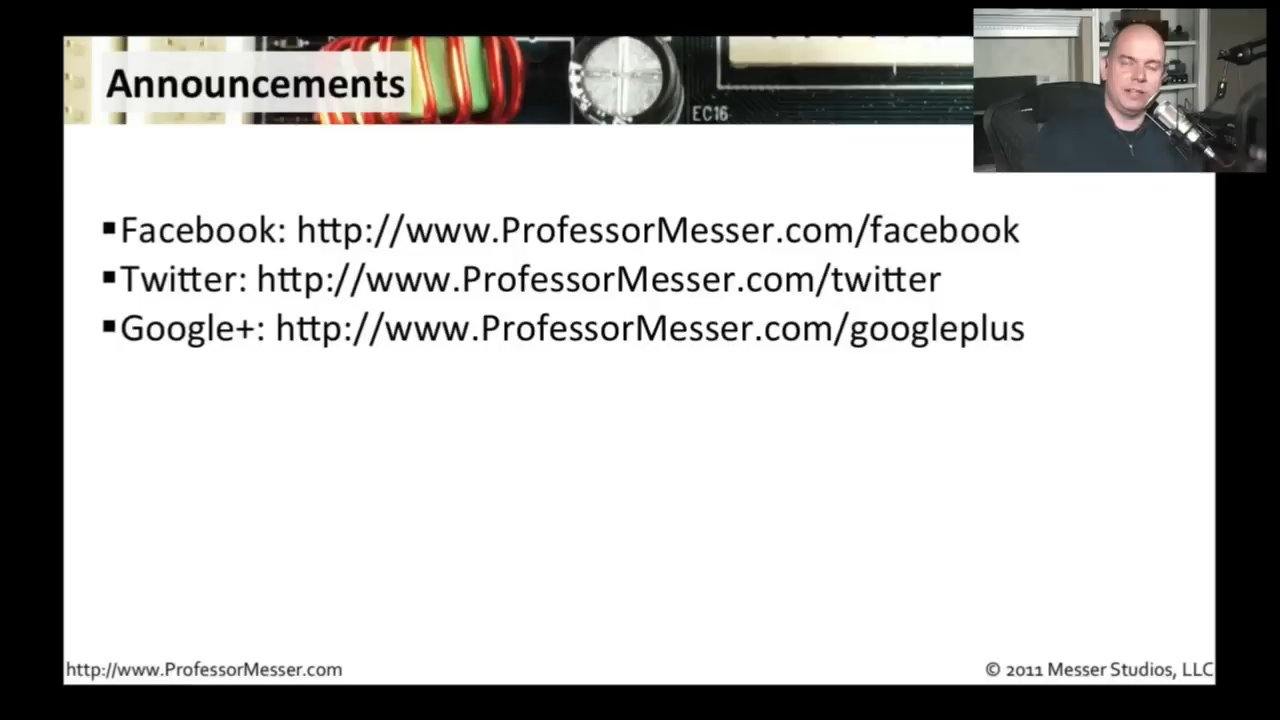 Announcements
EC16
▪Facebook: http://www.ProfessorMesser.com/facebook
▪Twitter: http://www.ProfessorMesser.com/twitter
▪Google+: http://www.ProfessorMesser.com/googleplus
http://www.ProfessorMesser.com
© 2011 Messer Studios, LLC